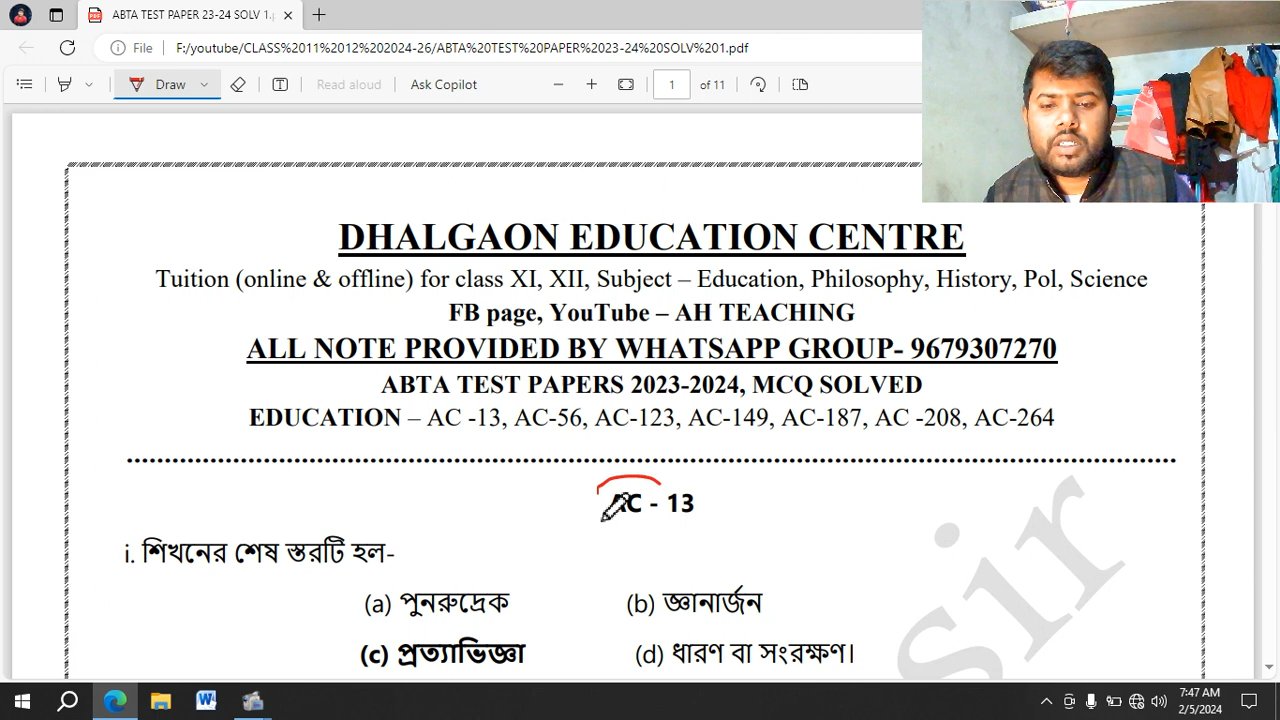 ABTA TEST PAPER 23-24 SOLV 1.p
File
F:/youtube/CLASS%2011%2012%202024-26/ABTA%20TEST%20PAPER%2023-24%20SOLV%201.pdf
Draw
Read aloud
Ask Copilot
1
of 11
DHALGAON EDUCATION CENTRE
Tuition (online & offline) for class XI, XII, Subject – Education, Philosophy, History, Pol, Science
FB page, YouTube – AH TEACHING
ALL NOTE PROVIDED BY WHATSAPP GROUP- 9679307270
ABTA TEST PAPERS 2023-2024, MCQ SOLVED
EDUCATION – AC -13, AC-56, AC-123, AC-149, AC-187, AC -208, AC-264
AC - 13
i. শিখনের শেষ স্তরটি হল-
(a) পুনরুদ্রেক (b) জ্ঞানার্জন
(c) প্রত্যাভিজ্ঞা (d) ধারণ বা সংরক্ষণ।
sir
7:47 AM
2/5/2024